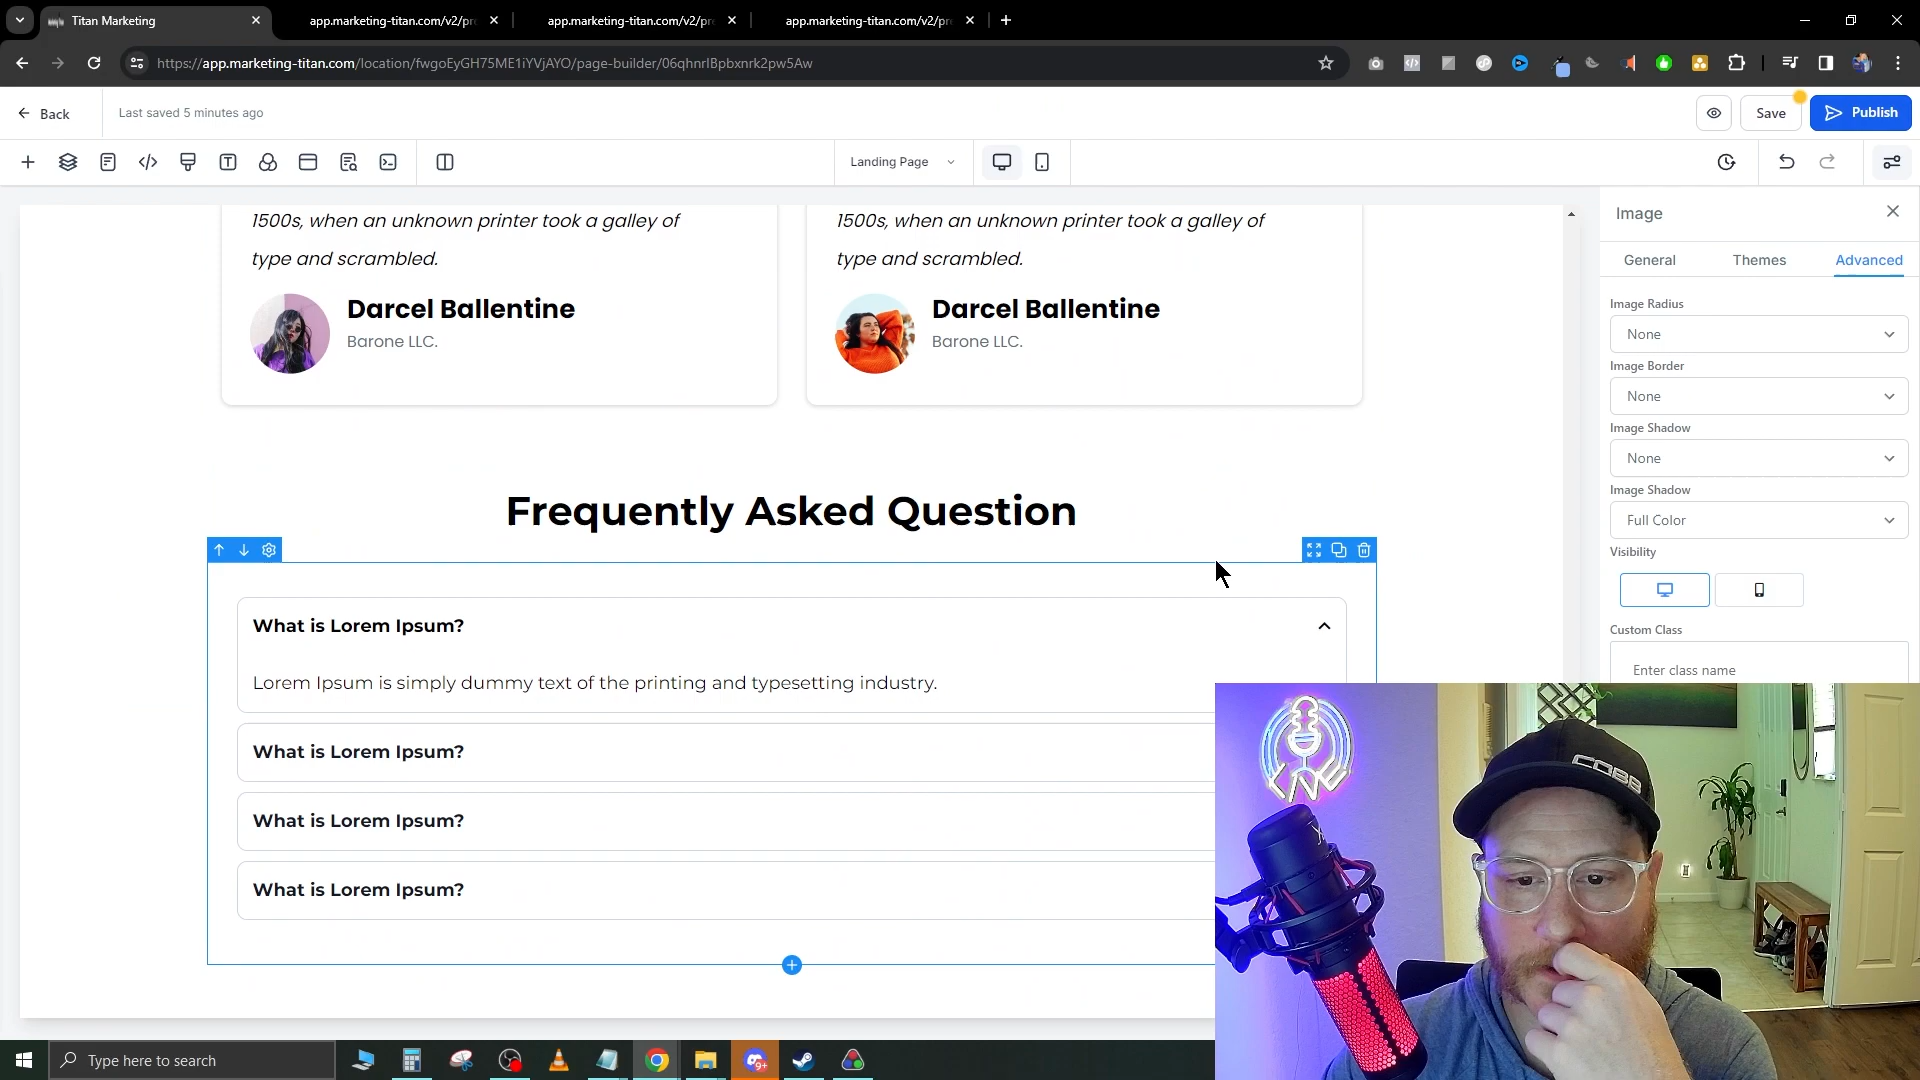 Titan Marketing
app.marketing-titan.com/v2/pr
app.marketing-titan.com/v2/pr
app.marketing-titan.com/v2/pr
https://app.marketing-titan.com/location/fwgoEyGH75ME1iYVjAYO/page-builder/06qhnrIBpbxnrk2pw5Aw
Back
Last saved 5 minutes ago
Save
Publish
Landing Page
1500s, when an unknown printer took a galley of
type and scrambled.
Darcel Ballentine
Barone LLC.
1500s, when an unknown printer took a galley of
type and scrambled.
Darcel Ballentine
Barone LLC.
Frequently Asked Question
What is Lorem Ipsum?
Lorem Ipsum is simply dummy text of the printing and typesetting industry.
What is Lorem Ipsum?
What is Lorem Ipsum?
What is Lorem Ipsum?
Image
General
Themes
Advanced
Image Radius
None
Image Border
None
Image Shadow
None
Image Shadow
Full Color
Visibility
Custom Class
Enter class name
COBB
Type here to search
9+